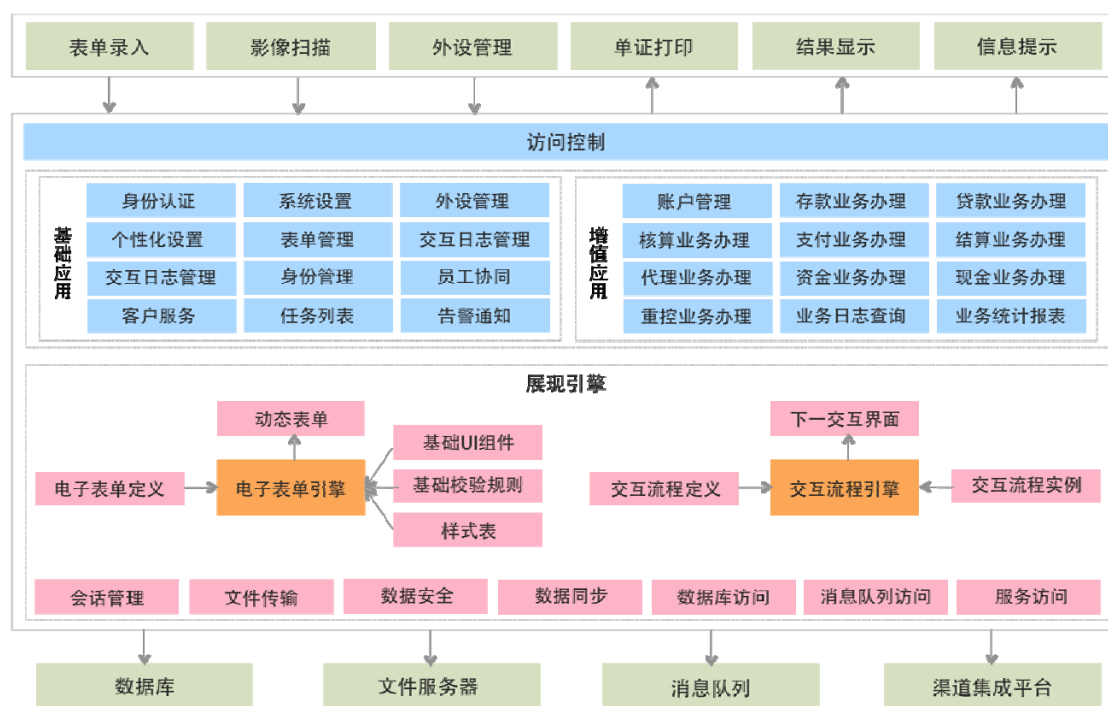 表单录入
影像扫描
外设管理
单证打印
结果显示
信息提示
访问控制
基础应用
身份认证
系统设置
外设管理
个性化设置
表单管理
交互日志管理
交互日志管理
身份管理
员工协同
客户服务
任务列表
告警通知
增值应用
账户管理
存款业务办理
贷款业务办理
核算业务办理
支付业务办理
结算业务办理
代理业务办理
资金业务办理
现金业务办理
重控业务办理
业务日志查询
业务统计报表
展现引擎
动态表单
电子表单定义
电子表单引擎
基础UI组件
基础校验规则
样式表
下一交互界面
交互流程定义
交互流程引擎
交互流程实例
会话管理
文件传输
数据安全
数据同步
数据库访问
消息队列访问
服务访问
数据库
文件服务器
消息队列
渠道集成平台